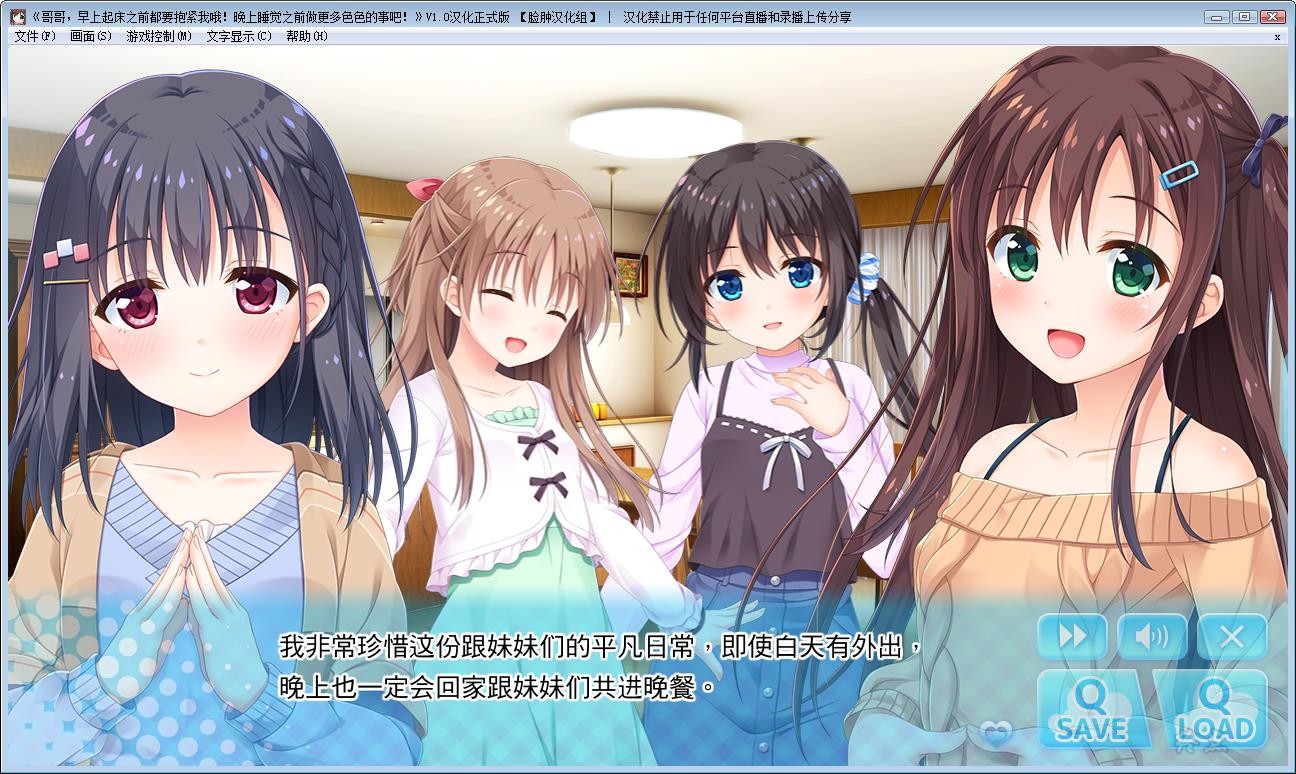 《哥哥，早上起床之前都要抱紧我哦！晚上睡觉之前做更多色色的事吧！》V1.0汉化正式版 【脸肿汉化组】 | 汉化禁止用于任何平台直播和录播上传分享
文件(F) 画面(S) 游戏控制(M) 文字显示(C) 帮助(H)
x
我非常珍惜这份跟妹妹们的平凡日常，即使白天有外出，
晚上也一定会回家跟妹妹们共进晚餐。
Q SAVE
Q LOAD